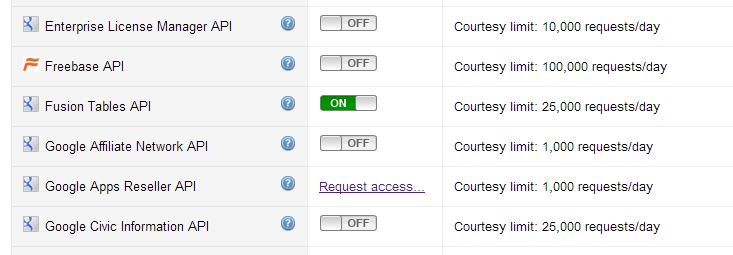 Enterprise License Manager API OFF Courtesy limit: 10,000 requests/day
Freebase API OFF Courtesy limit: 100,000 requests/day
Fusion Tables API ON Courtesy limit: 25,000 requests/day
Google Affiliate Network API OFF Courtesy limit: 1,000 requests/day
Google Apps Reseller API Request access... Courtesy limit: 1,000 requests/day
Google Civic Information API OFF Courtesy limit: 25,000 requests/day